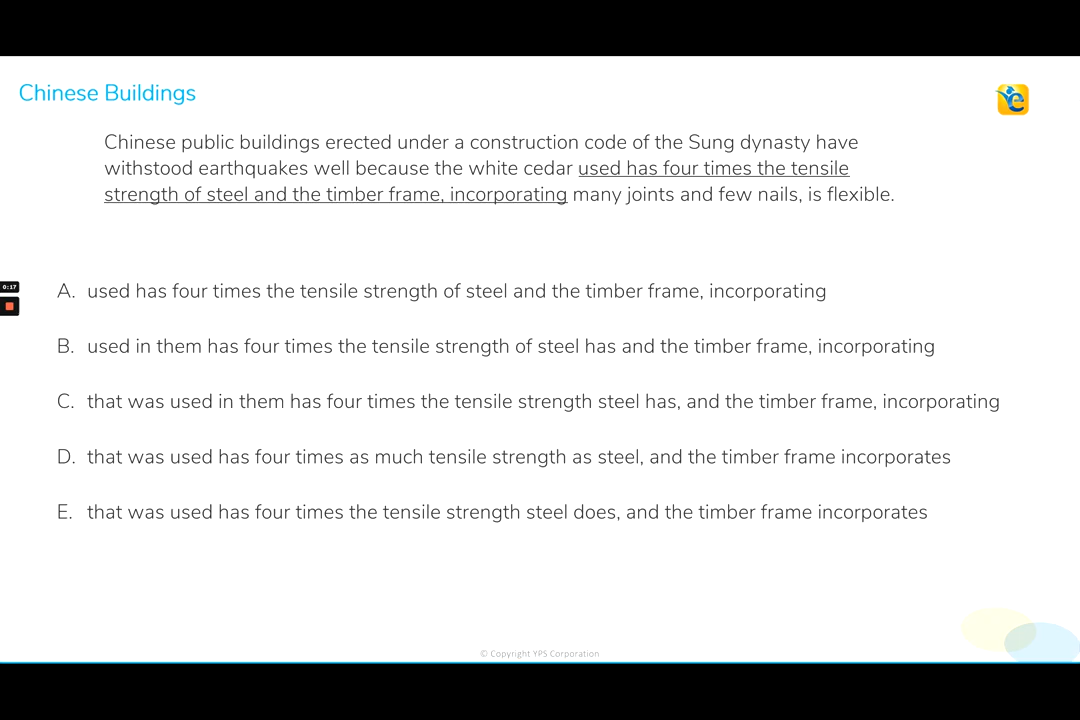 Chinese Buildings
Chinese public buildings erected under a construction code of the Sung dynasty have
withstood earthquakes well because the white cedar used has four times the tensile
strength of steel and the timber frame, incorporating many joints and few nails, is flexible.
0:17
A. used has four times the tensile strength of steel and the timber frame, incorporating
B. used in them has four times the tensile strength of steel has and the timber frame, incorporating
C. that was used in them has four times the tensile strength steel has, and the timber frame, incorporating
D. that was used has four times as much tensile strength as steel, and the timber frame incorporates
E. that was used has four times the tensile strength steel does, and the timber frame incorporates
© Copyright YPS Corporation